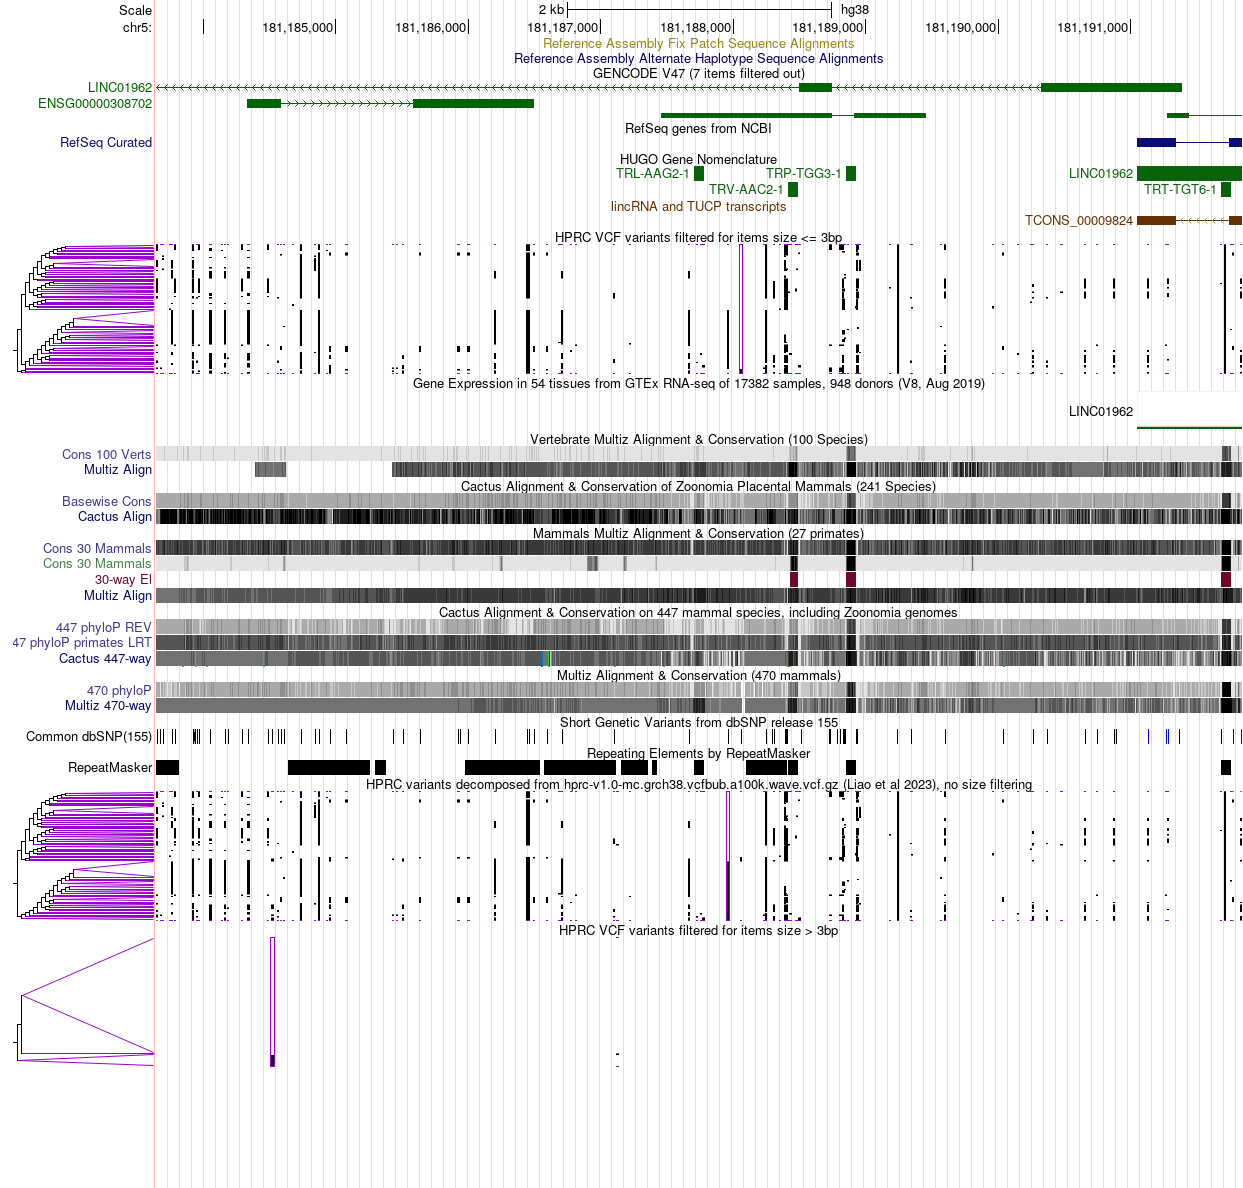 Scale 2 kb hg38
chr5: 181,185,000 181,186,000 181,187,000 181,188,000 181,189,000 181,190,000 181,191,000
Reference Assembly Fix Patch Sequence Alignments
Reference Assembly Alternate Haplotype Sequence Alignments
GENCODE V47 (7 items filtered out)
LINC01962
ENSG00000308702
RefSeq genes from NCBI
RefSeq Curated
HUGO Gene Nomenclature
TRL-AAG2-1 TRP-TGG3-1 LINC01962
TRV-AAC2-1 TRT-TGT6-1
lincRNA and TUCP transcripts
TCONS_00009824
HPRC VCF variants filtered for items size <= 3bp
Gene Expression in 54 tissues from GTEx RNA-seq of 17382 samples, 948 donors (V8, Aug 2019)
LINC01962
Vertebrate Multiz Alignment & Conservation (100 Species)
Cons 100 Verts
Multiz Align
Cactus Alignment & Conservation of Zoonomia Placental Mammals (241 Species)
Basewise Cons
Cactus Align
Mammals Multiz Alignment & Conservation (27 primates)
Cons 30 Mammals
Cons 30 Mammals
30-way El
Multiz Align
Cactus Alignment & Conservation on 447 mammal species, including Zoonomia genomes
447 phyloP REV
47 phyloP primates LRT
Cactus 447-way
Multiz Alignment & Conservation (470 mammals)
470 phyloP
Multiz 470-way
Short Genetic Variants from dbSNP release 155
Common dbSNP(155)
Repeating Elements by RepeatMasker
RepeatMasker
HPRC variants decomposed from hprc-v1.0-mc.grch38.vcfbub.a100k.wave.vcf.gz (Liao et al 2023), no size filtering
HPRC VCF variants filtered for items size > 3bp